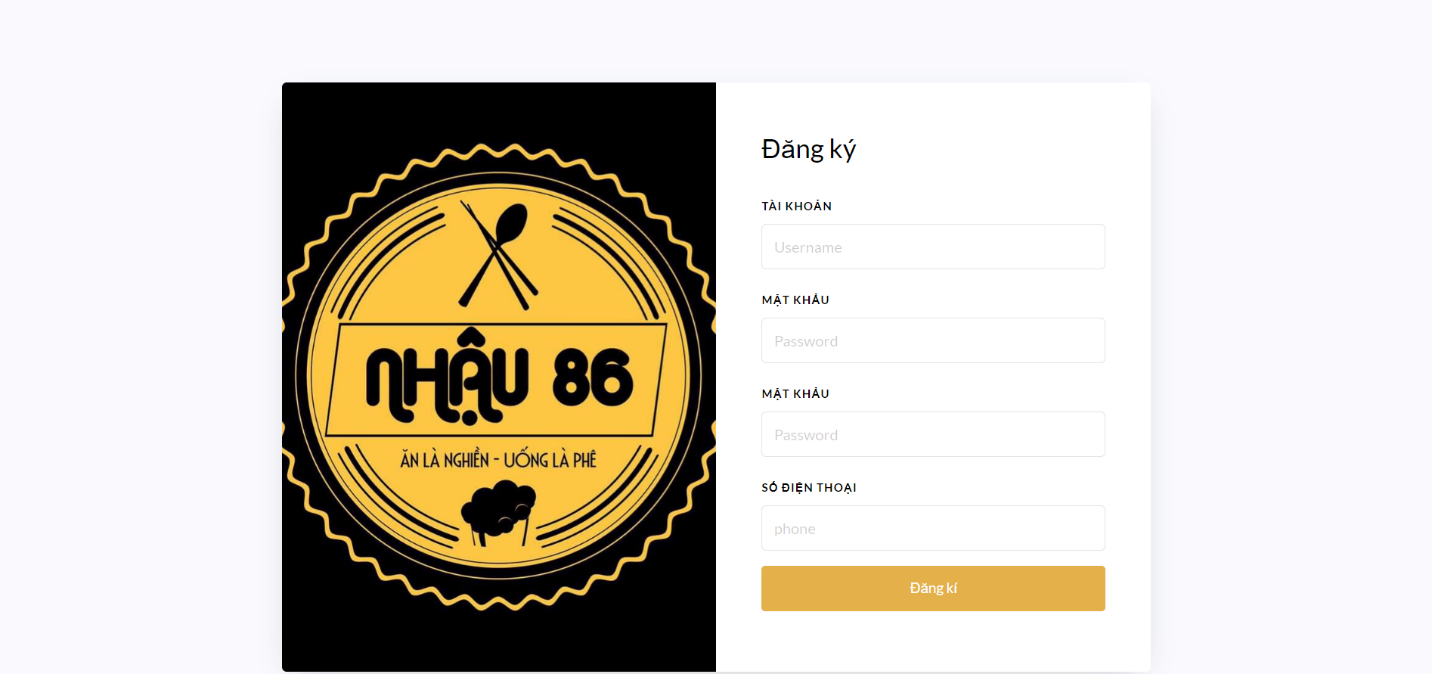 NHẬU 86
ĂN LÀ NGHIỀN - UỐNG LÀ PHÊ
Đăng ký
TÀI KHOẢN
Username
MẬT KHẨU
Password
MẬT KHẨU
Password
SỐ ĐIỆN THOẠI
phone
Đăng kí